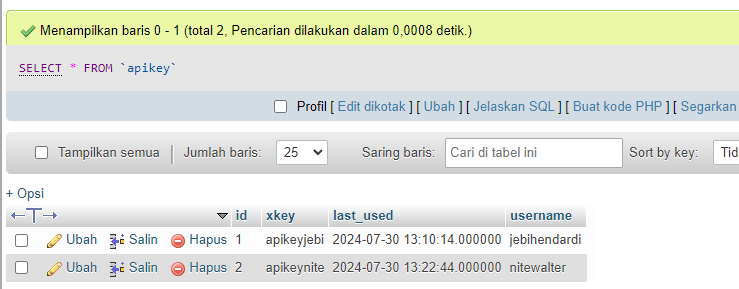 Menampilkan baris 0 - 1 (total 2, Pencarian dilakukan dalam 0,0008 detik.)
SELECT * FROM `apikey`
Profil [ Edit dikotak ] [ Ubah ] [ Jelaskan SQL ] [ Buat kode PHP ] [ Segarkan
Tampilkan semua | Jumlah baris: 25 Saring baris: Cari di tabel ini Sort by key: Tid
+ Opsi
←T→ id xkey last_used username
Ubah Salin Hapus 1 apikeyjebi 2024-07-30 13:10:14.000000 jebihendardi
Ubah Salin Hapus 2 apikeynite 2024-07-30 13:22:44.000000 nitewalter